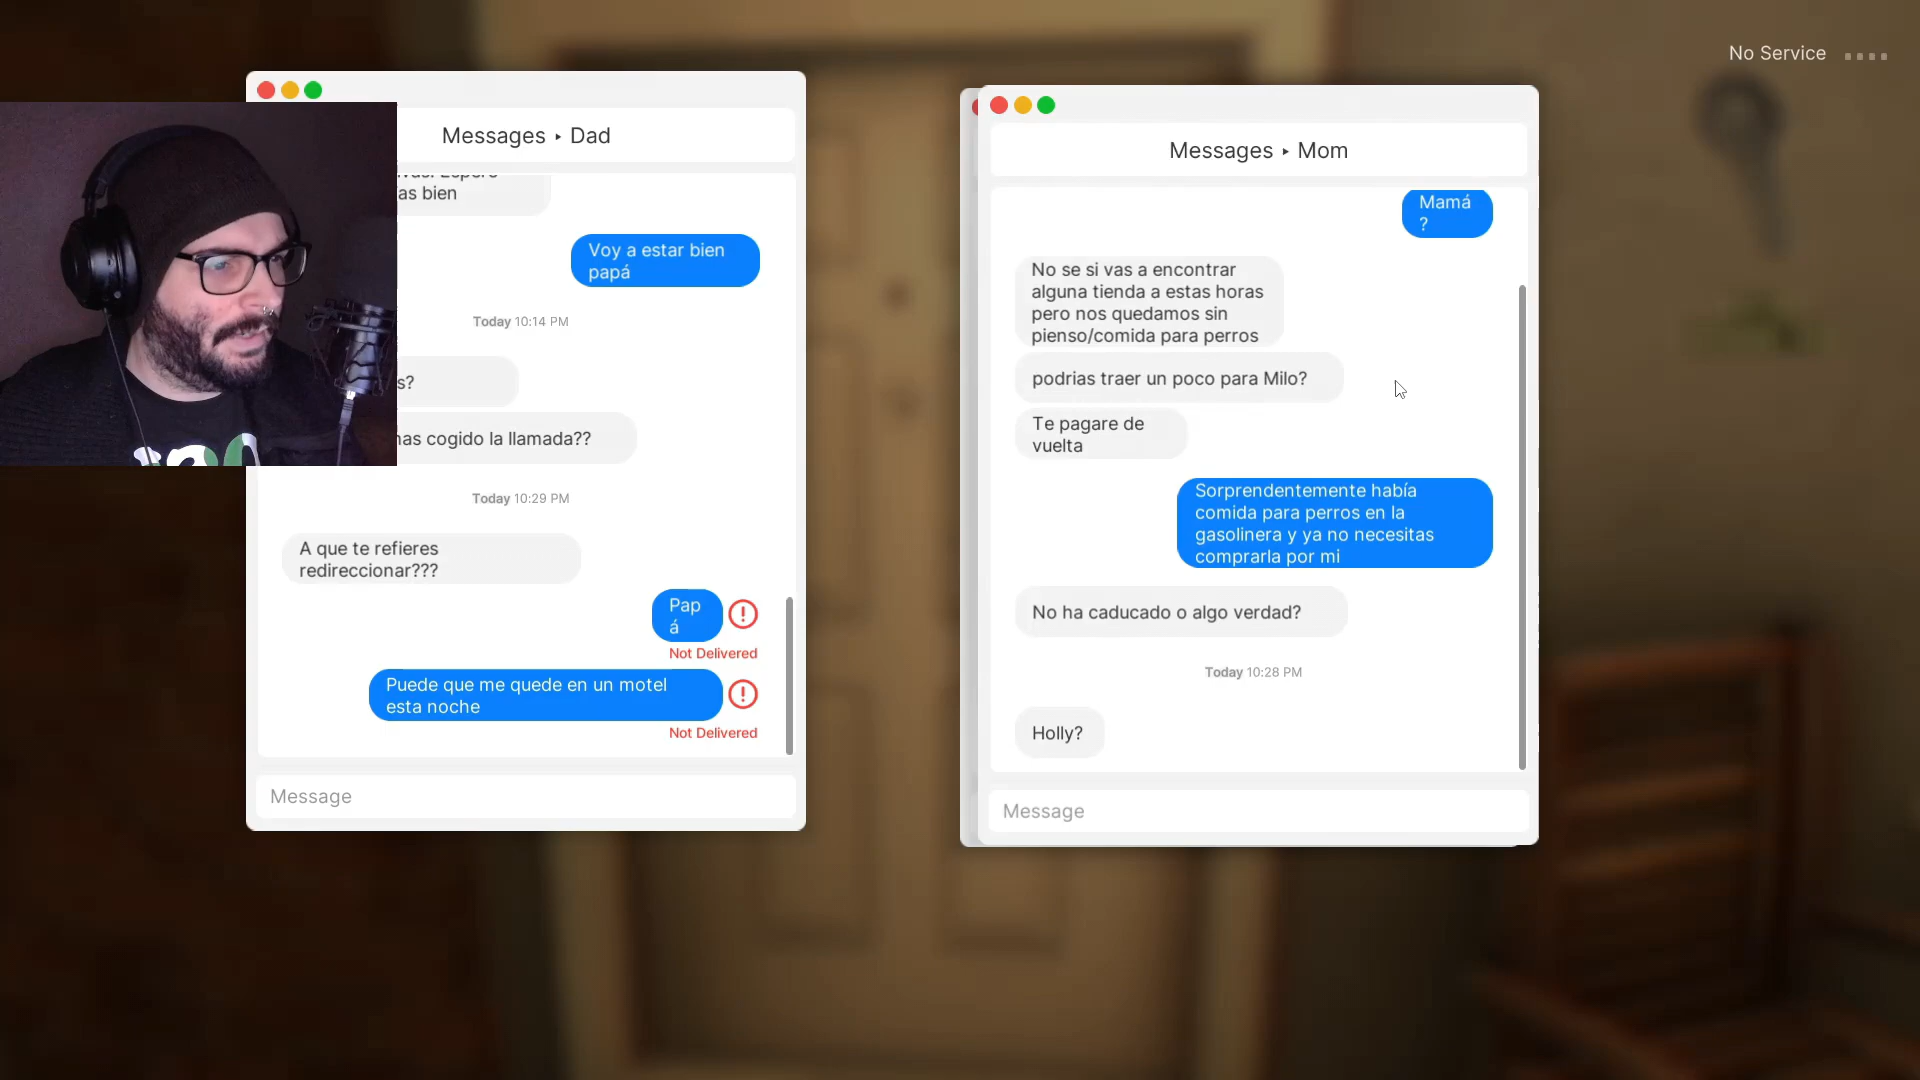 No Service
Messages ▸ Dad
as bien
Voy a estar bien
papá
Today 10:14 PM
s?
has cogido la llamada??
Today 10:29 PM
A que te refieres
redireccionar???
Pap
á
Not Delivered
Puede que me quede en un motel
esta noche
Not Delivered
Message
Messages ▸ Mom
Mamá
?
No se si vas a encontrar
alguna tienda a estas horas
pero nos quedamos sin
pienso/comida para perros
podrias traer un poco para Milo?
Te pagare de
vuelta
Sorprendentemente había
comida para perros en la
gasolinera y ya no necesitas
comprarla por mi
No ha caducado o algo verdad?
Today 10:28 PM
Holly?
Message